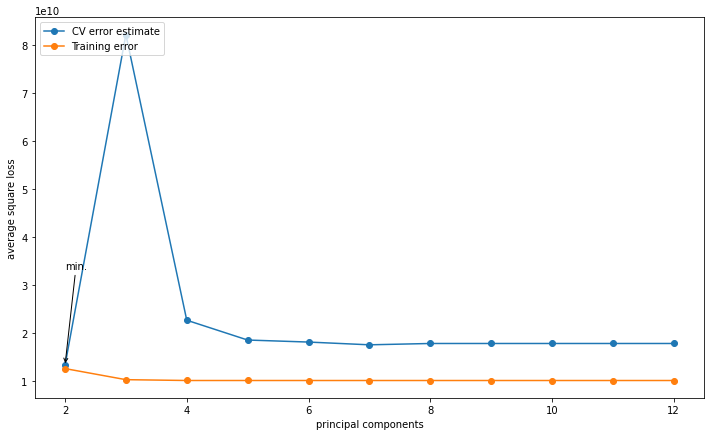 1e10
CV error estimate
Training error
8
7
6
5
4
3
2
1
average square loss
min.
2
4
6
8
10
12
principal components